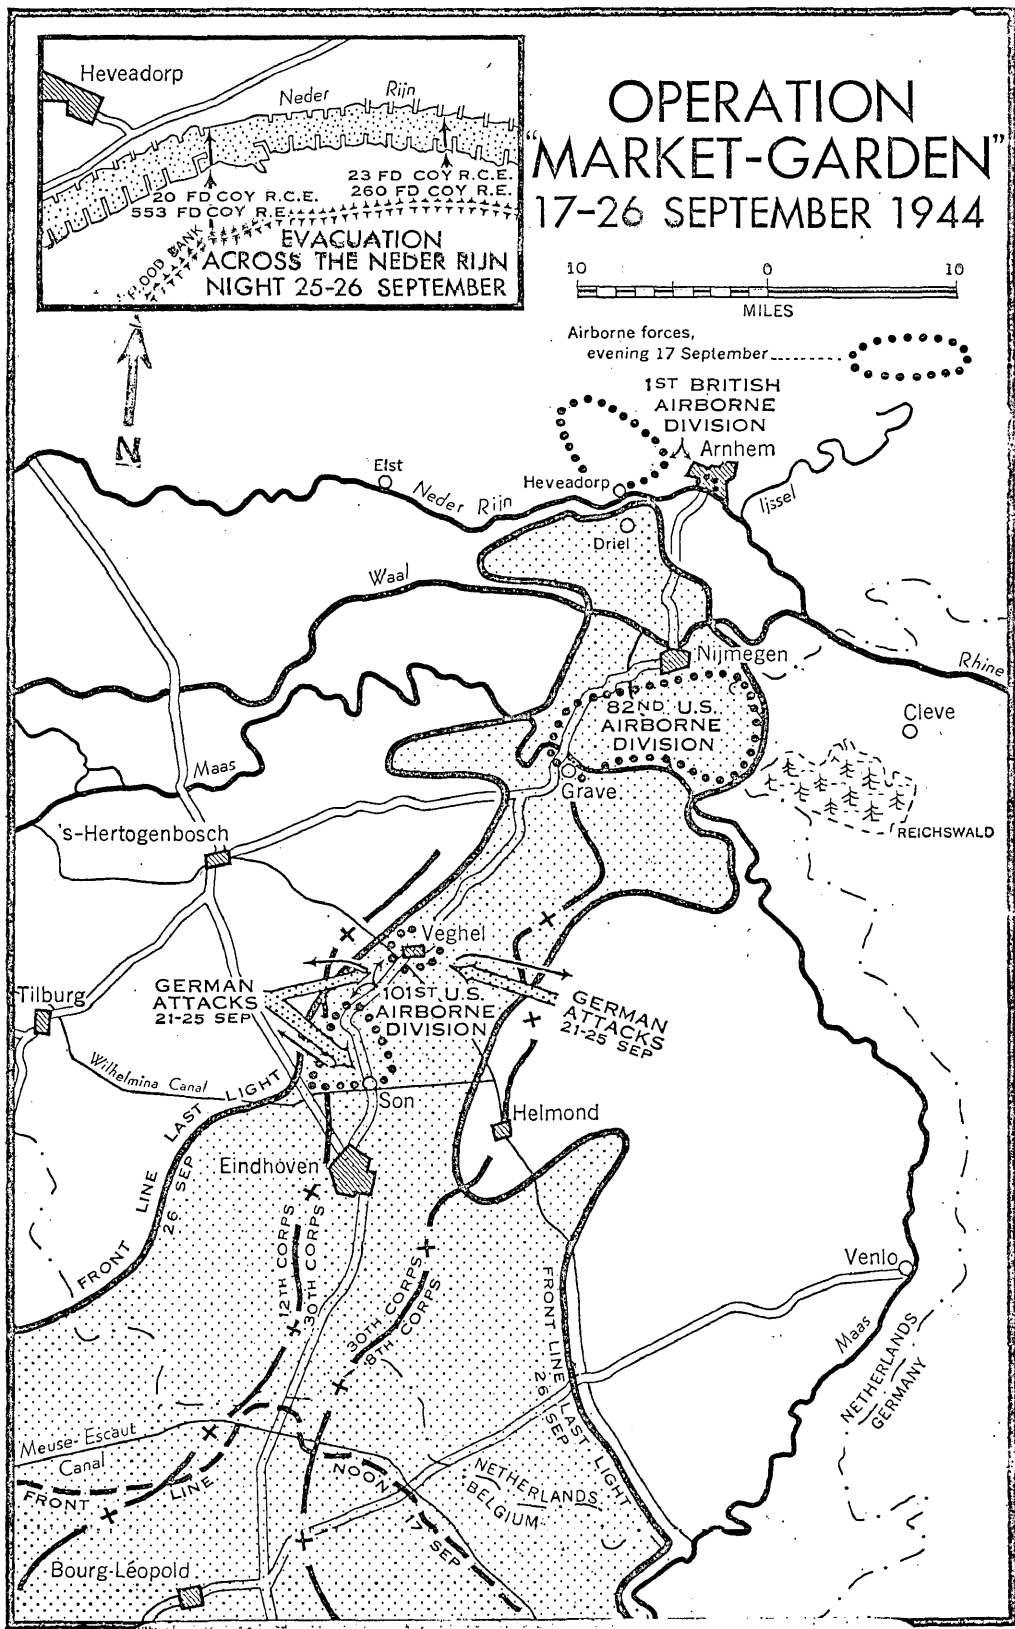 Heveadorp
Neder Rijn
23 FD COY R.C.E.
260 FD COY R.E.
20 FD COY R.C.E.
553 FD COY R.E.
FLOOD BANK
EVACUATION
ACROSS THE NEDER RIJN
NIGHT 25-26 SEPTEMBER
OPERATION
"MARKET-GARDEN"
17-26 SEPTEMBER 1944
10 0 10
MILES
Airborne forces,
evening 17 September
N
1ST BRITISH
AIRBORNE
DIVISION
Arnhem
Elst
Heveadorp
Neder Rijn
Ijssel
Driel
Waal
Nijmegen
Rhine
82ND U.S.
AIRBORNE
DIVISION
Cleve
Maas
Grave
REICHSWALD
's-Hertogenbosch
Veghel
GERMAN
ATTACKS
21-25 SEP
101ST U.S.
AIRBORNE
DIVISION
GERMAN
ATTACKS
21-25 SEP
Tilburg
Wilhelmina Canal
Son
Helmond
FRONT LINE LAST LIGHT
26 SEP
Eindhoven
12TH CORPS
30TH CORPS
30TH CORPS
8TH CORPS
Venlo
FRONT LINE LAST LIGHT
26 SEP
Maas
NETHERLANDS
GERMANY
Meuse-Escaut
Canal
FRONT LINE NOON 17 SEP
NETHERLANDS
BELGIUM
Bourg-Léopold